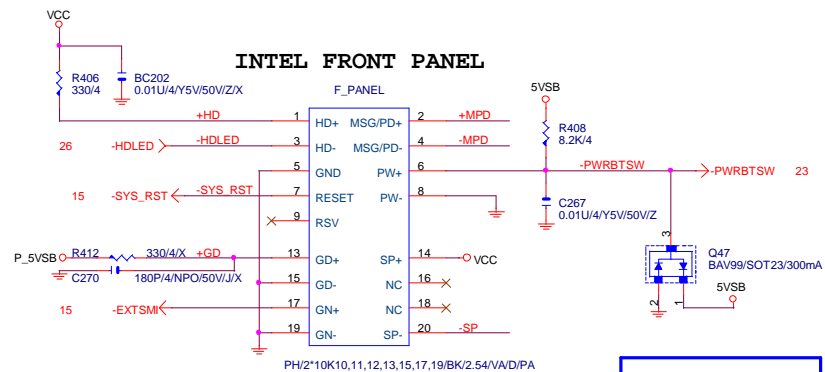 VCC
INTEL FRONT PANEL
R406
330/4
BC202
0.01U/4/Y5V/50V/Z/X
F_PANEL
5VSB
+HD
1
HD+
MSG/PD+
2
+MPD
R408
8.2K/4
26
-HDLED
-HDLED
3
HD-
MSG/PD-
4
-MPD
5
GND
PW+
6
-PWRBTSW
-PWRBTSW
23
15
-SYS_RST
-SYS_RST
7
RESET
PW-
8
C267
0.01U/4/Y5V/50V/Z
9
RSV
3
P_5VSB
R412
330/4/X
+GD
13
GD+
SP+
14
VCC
Q47
BAV99/SOT23/300mA
C270
180P/4/NPO/50V/J/X
15
GD-
NC
16
5VSB
2
1
15
-EXTSMI
17
GN+
NC
18
19
GN-
SP-
20
-SP
PH/2*10K10,11,12,13,15,17,19/BK/2.54/VA/D/PA